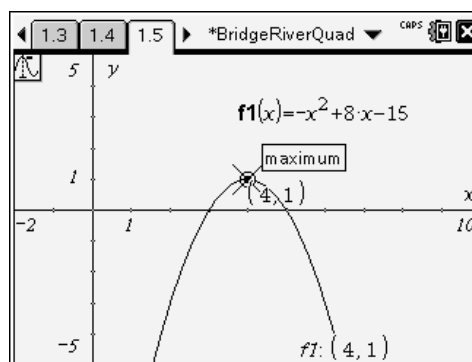 1.3 1.4 1.5 *BridgeRiverQuad CAPS
5 y
f1(x)=-x²+8·x-15
maximum
1
(4,1)
x
-2 1 10
-5
f1: (4,1)